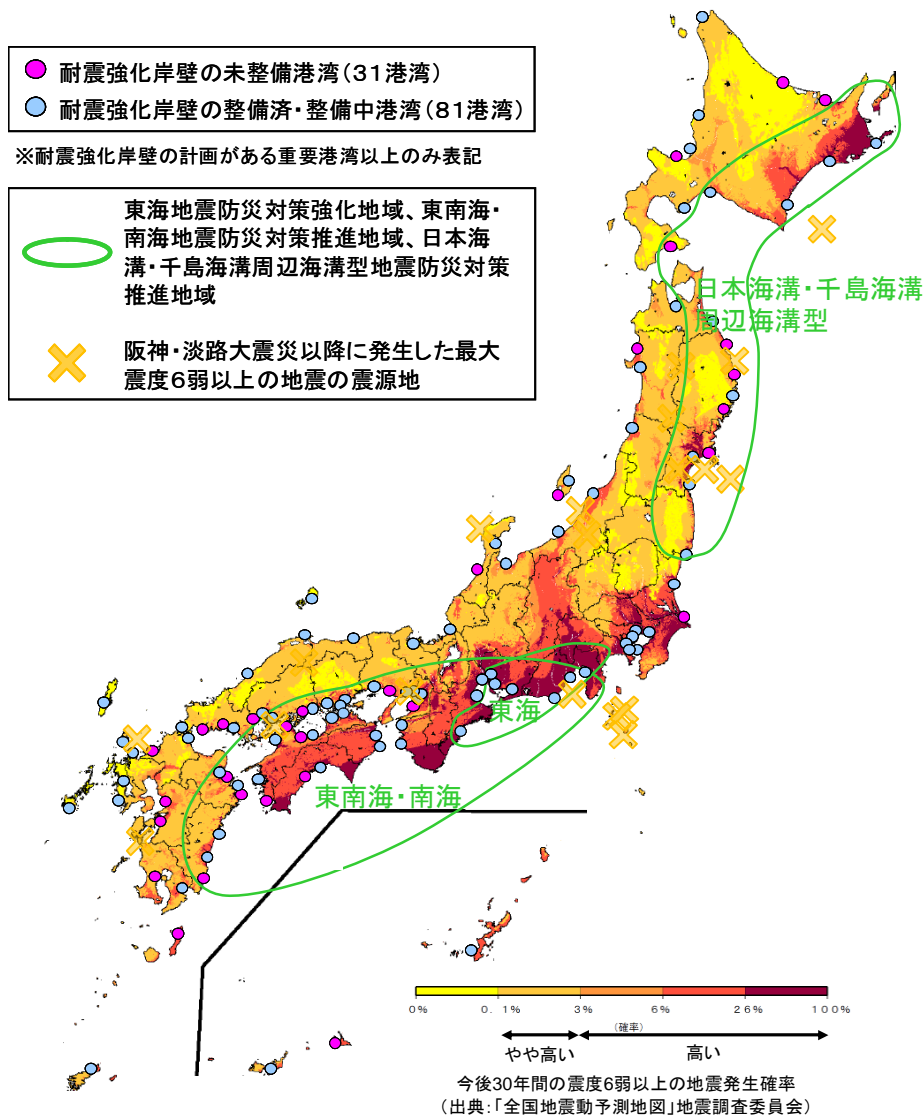 耐震強化岸壁の未整備港湾(31港湾)
耐震強化岸壁の整備済・整備中港湾(81港湾)
※耐震強化岸壁の計画がある重要港湾以上のみ表記
東海地震防災対策強化地域、東南海・
南海地震防災対策推進地域、日本海
溝・千島海溝周辺海溝型地震防災対策
推進地域
阪神・淡路大震災以降に発生した最大
震度6弱以上の地震の震源地
日本海溝・千島海溝
周辺海溝型
東海
東南海・南海
0% 0.1% 3% 6% 26% 100%
(確率)
やや高い 高い
今後30年間の震度6弱以上の地震発生確率
(出典:「全国地震動予測地図」地震調査委員会)